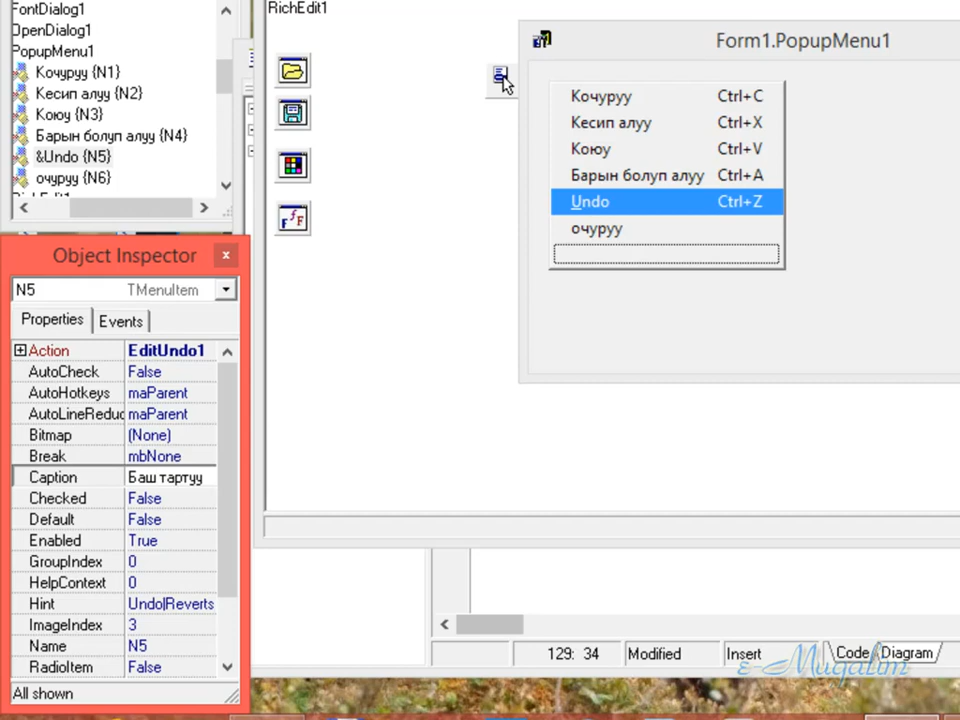 FontDialog1
OpenDialog1
PopupMenu1
Кочуруу {N1}
Кесип алуу {N2}
Коюу {N3}
Барын болуп алуу {N4}
&Undo {N5}
очуруу {N6}
RichEdit1
Form1.PopupMenu1
Кочуруу Ctrl+C
Кесип алуу Ctrl+X
Коюу Ctrl+V
Барын болуп алуу Ctrl+A
Undo Ctrl+Z
очуруу
Object Inspector
N5 TMenuItem
Properties Events
Action EditUndo1
AutoCheck False
AutoHotkeys maParent
AutoLineReduc maParent
Bitmap (None)
Break mbNone
Caption Баш тартуу
Checked False
Default False
Enabled True
GroupIndex 0
HelpContext 0
Hint Undo|Reverts
ImageIndex 3
Name N5
RadioItem False
All shown
129: 34 Modified Insert Code Diagram
e-Mugalim